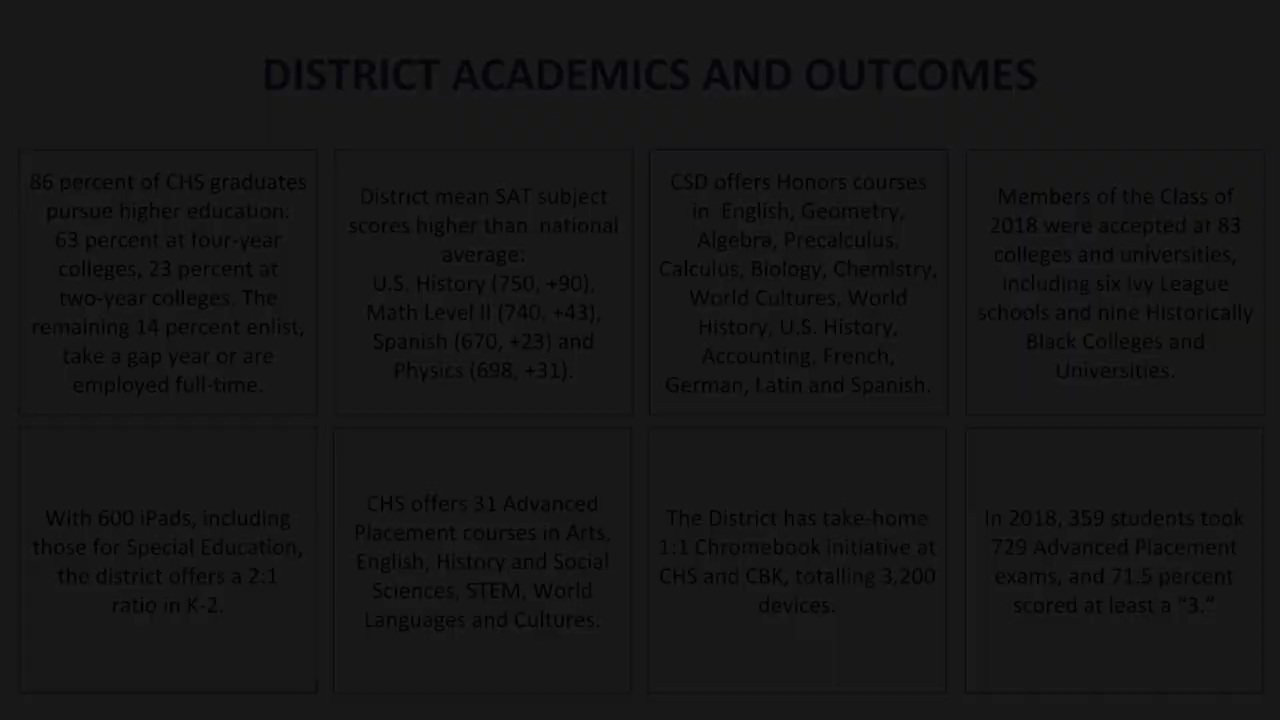 DISTRICT ACADEMICS AND OUTCOMES
86 percent of CHS graduates
pursue higher education:
63 percent at four-year
colleges, 23 percent at
two-year colleges. The
remaining 14 percent enlist,
take a gap year or are
employed full-time.
District mean SAT subject
scores higher than national
average:
U.S. History (750, +90),
Math Level II (740, +43),
Spanish (670, +23) and
Physics (698, +31).
CSD offers Honors courses
in English, Geometry,
Algebra, Precalculus,
Calculus, Biology, Chemistry,
World Cultures, World
History, U.S. History,
Accounting, French,
German, Latin and Spanish.
Members of the Class of
2018 were accepted at 83
colleges and universities,
including six Ivy League
schools and nine Historically
Black Colleges and
Universities.
With 600 iPads, including
those for Special Education,
the district offers a 2:1
ratio in K-2.
CHS offers 31 Advanced
Placement courses in Arts,
English, History and Social
Sciences, STEM, World
Languages and Cultures.
The District has take-home
1:1 Chromebook initiative at
CHS and CBK, totalling 3,200
devices.
In 2018, 359 students took
729 Advanced Placement
exams, and 71.5 percent
scored at least a “3.”